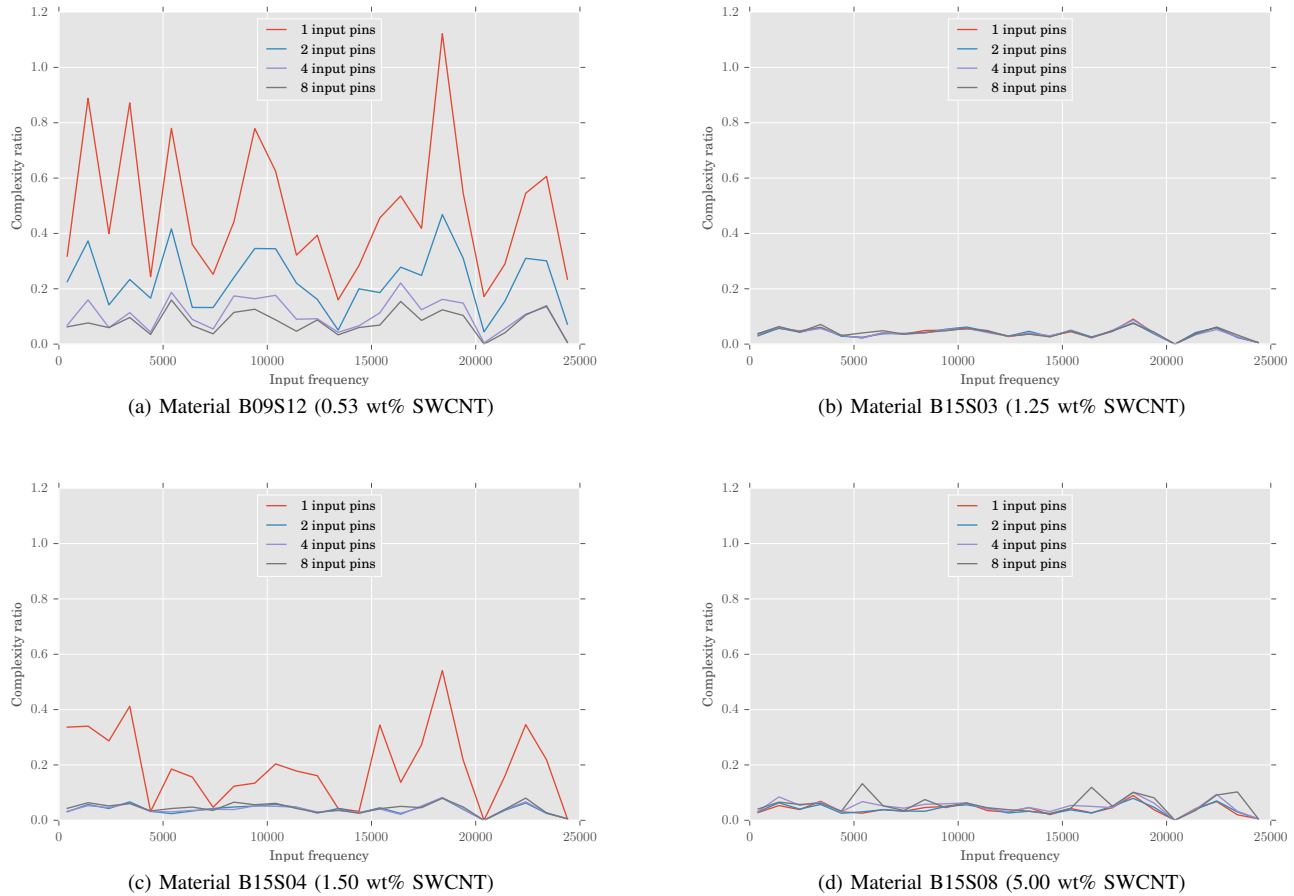 1.2
1.0
0.8
0.6
0.4
0.2
0.0
Complexity ratio
1 input pins
2 input pins
4 input pins
8 input pins
0 5000 10000 15000 20000 25000
Input frequency
(a) Material B09S12 (0.53 wt% SWCNT)
1.2
1.0
0.8
0.6
0.4
0.2
0.0
Complexity ratio
1 input pins
2 input pins
4 input pins
8 input pins
0 5000 10000 15000 20000 25000
Input frequency
(b) Material B15S03 (1.25 wt% SWCNT)
1.2
1.0
0.8
0.6
0.4
0.2
0.0
Complexity ratio
1 input pins
2 input pins
4 input pins
8 input pins
0 5000 10000 15000 20000 25000
Input frequency
(c) Material B15S04 (1.50 wt% SWCNT)
1.2
1.0
0.8
0.6
0.4
0.2
0.0
Complexity ratio
1 input pins
2 input pins
4 input pins
8 input pins
0 5000 10000 15000 20000 25000
Input frequency
(d) Material B15S08 (5.00 wt% SWCNT)